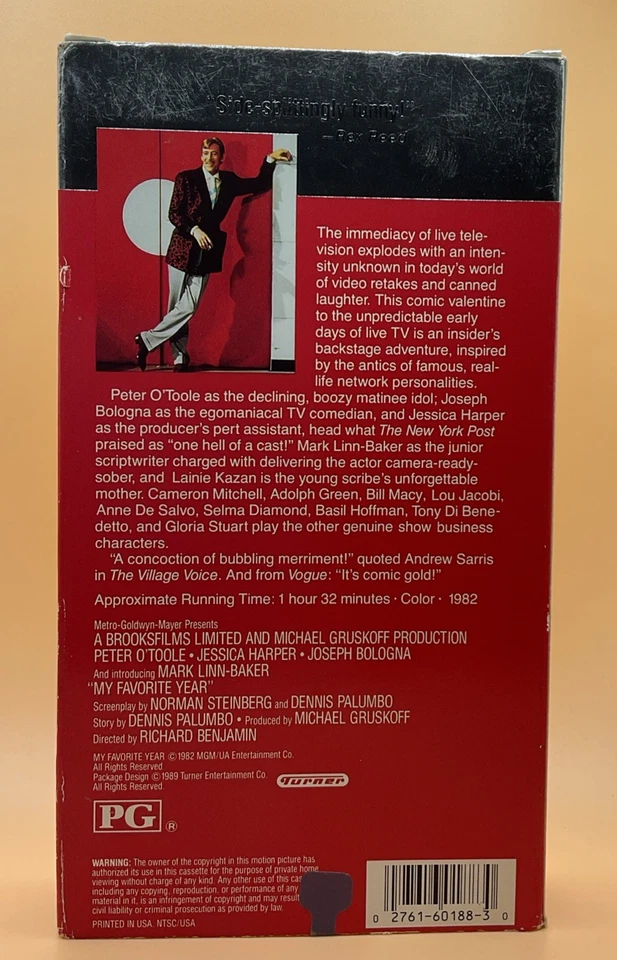 "Side-splittingly funny!"
—Rex Reed
The immediacy of live tele-
vision explodes with an inten-
sity unknown in today's world
of video retakes and canned
laughter. This comic valentine
to the unpredictable early
days of live TV is an insider's
backstage adventure, inspired
by the antics of famous, real-
life network personalities.
Peter O'Toole as the declining, boozy matinee idol; Joseph
Bologna as the egomaniacal TV comedian, and Jessica Harper
as the producer's pert assistant, head what The New York Post
praised as "one hell of a cast!" Mark Linn-Baker as the junior
scriptwriter charged with delivering the actor camera-ready-
sober, and Lainie Kazan is the young scribe's unforgettable
mother. Cameron Mitchell, Adolph Green, Bill Macy, Lou Jacobi,
Anne De Salvo, Selma Diamond, Basil Hoffman, Tony Di Bene-
detto, and Gloria Stuart play the other genuine show business
characters.
"A concoction of bubbling merriment!" quoted Andrew Sarris
in The Village Voice. And from Vogue: "It's comic gold!"
Approximate Running Time: 1 hour 32 minutes · Color · 1982
Metro-Goldwyn-Mayer Presents
A BROOKSFILMS LIMITED AND MICHAEL GRUSKOFF PRODUCTION
PETER O'TOOLE • JESSICA HARPER • JOSEPH BOLOGNA
And introducing MARK LINN-BAKER
"MY FAVORITE YEAR"
Screenplay by NORMAN STEINBERG and DENNIS PALUMBO
Story by DENNIS PALUMBO • Produced by MICHAEL GRUSKOFF
Directed by RICHARD BENJAMIN
MY FAVORITE YEAR ©1982 MGM/UA Entertainment Co.
All Rights Reserved
Package Design ©1989 Turner Entertainment Co.
All Rights Reserved.
Turner
PG ®
WARNING: The owner of the copyright in this motion picture has
authorized its use in this cassette for the purpose of private home
viewing without charge of any kind. Any other use of this cas
including any copying, reproduction, or performance of any
material in it, is an infringement of copyright and may result
civil liability or criminal prosecution as provided by law.
PRINTED IN USA. NTSC/USA
0 2761-60188-3 0